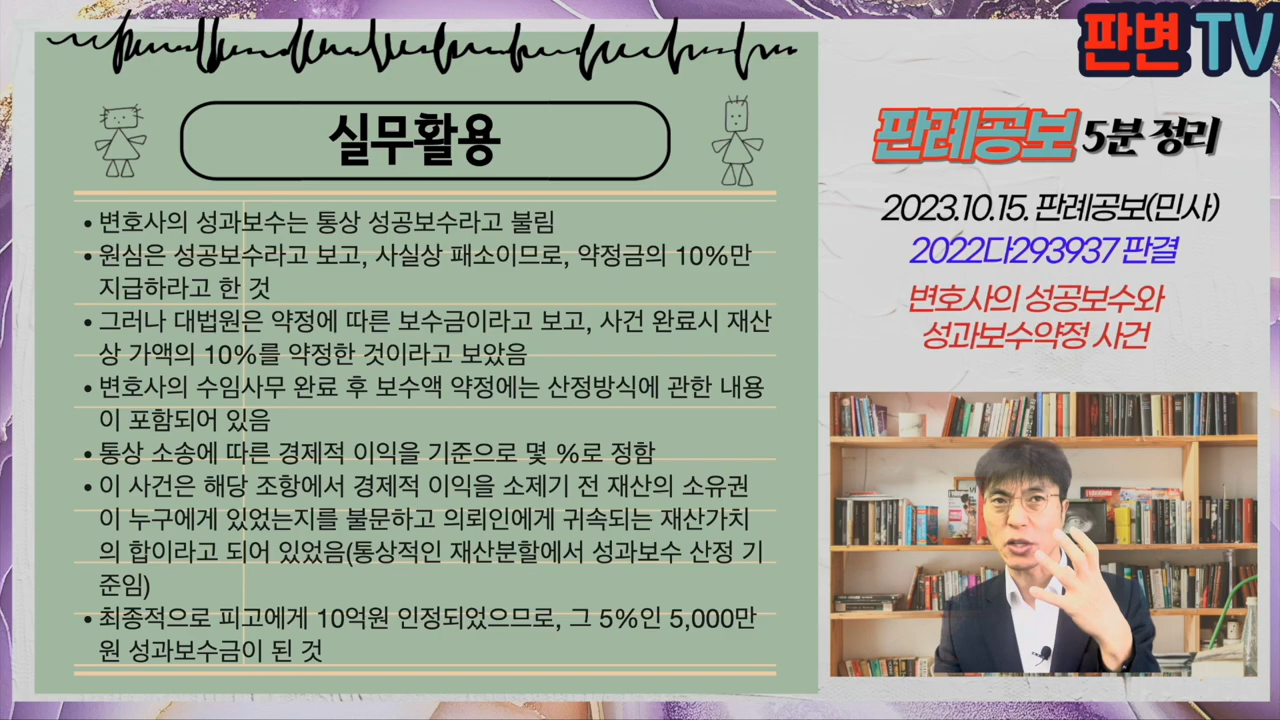 판변 TV
실무활용
• 변호사의 성과보수는 통상 성공보수라고 불림
• 원심은 성공보수라고 보고, 사실상 패소이므로, 약정금의 10%만
지급하라고 한 것
• 그러나 대법원은 약정에 따른 보수금이라고 보고, 사건 완료시 재산
상 가액의 10%를 약정한 것이라고 보았음
• 변호사의 수임사무 완료 후 보수액 약정에는 산정방식에 관한 내용
이 포함되어 있음
• 통상 소송에 따른 경제적 이익을 기준으로 몇 %로 정함
• 이 사건은 해당 조항에서 경제적 이익을 소제기 전 재산의 소유권
이 누구에게 있었는지를 불문하고 의뢰인에게 귀속되는 재산가치
의 합이라고 되어 있었음(통상적인 재산분할에서 성과보수 산정 기
준임)
• 최종적으로 피고에게 10억원 인정되었으므로, 그 5%인 5,000만
원 성과보수금이 된 것
판례공보 5분 정리
2023.10.15. 판례공보(민사)
2022다293937 판결
변호사의 성공보수와
성과보수약정 사건